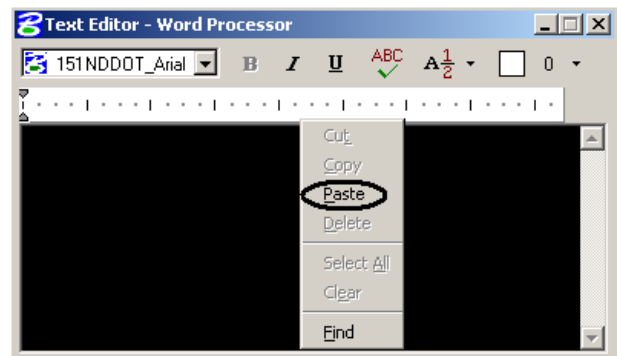 Text Editor - Word Processor
151NDDOT_Arial B I U ABC A½ 0
Cut
Copy
Paste
Delete
Select All
Clear
Find